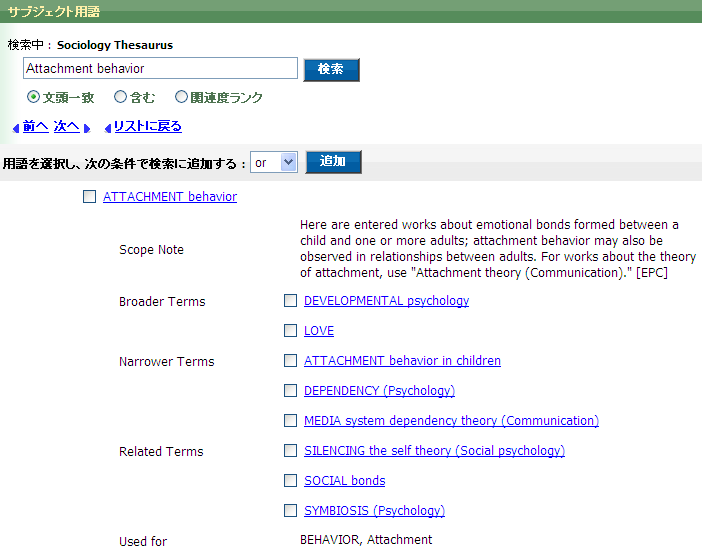 サブジェクト用語
検索中： Sociology Thesaurus
Attachment behavior 検索
文頭一致 含む 関連度ランク
前へ 次へ リストに戻る
用語を選択し、次の条件で検索に追加する： or 追加
ATTACHMENT behavior
Scope Note
Here are entered works about emotional bonds formed between a
child and one or more adults; attachment behavior may also be
observed in relationships between adults. For works about the theory
of attachment, use "Attachment theory (Communication)." [EPC]
Broader Terms DEVELOPMENTAL psychology
LOVE
Narrower Terms ATTACHMENT behavior in children
DEPENDENCY (Psychology)
MEDIA system dependency theory (Communication)
Related Terms SILENCING the self theory (Social psychology)
SOCIAL bonds
SYMBIOSIS (Psychology)
Used for BEHAVIOR, Attachment